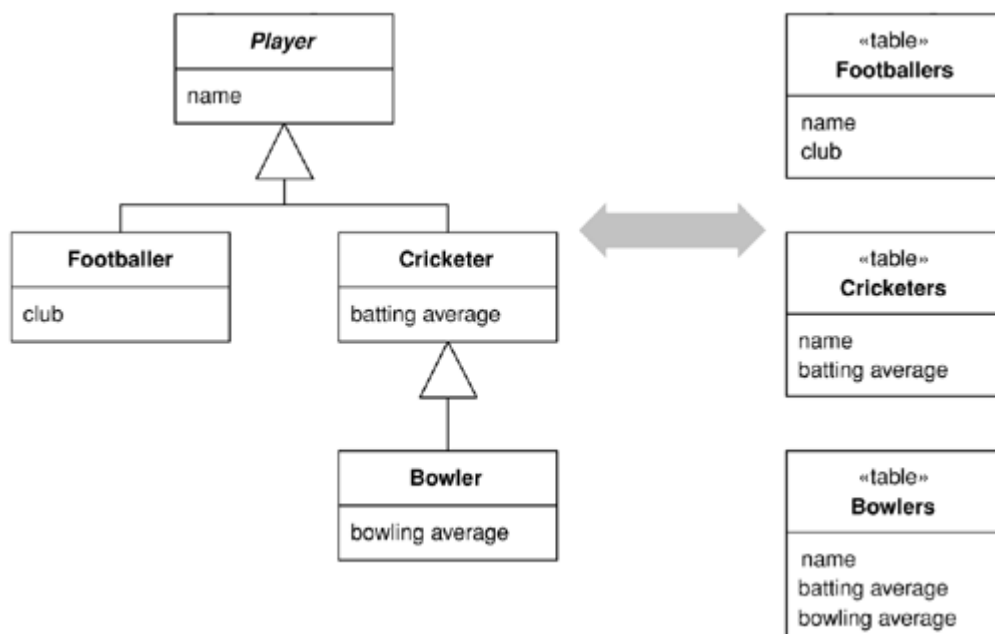 Player
name
Footballer
club
Cricketer
batting average
Bowler
bowling average
«table»
Footballers
name
club
«table»
Cricketers
name
batting average
«table»
Bowlers
name
batting average
bowling average